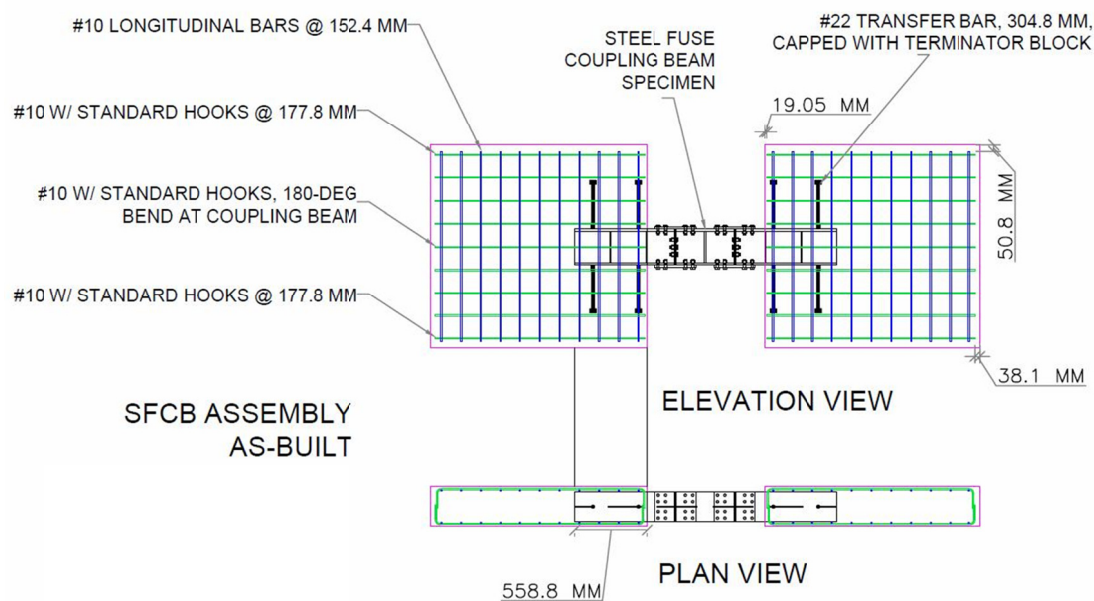 #10 LONGITUDINAL BARS @ 152.4 MM
STEEL FUSE
COUPLING BEAM
SPECIMEN
#22 TRANSFER BAR, 304.8 MM,
CAPPED WITH TERMINATOR BLOCK
19.05 MM
#10 W/ STANDARD HOOKS @ 177.8 MM
#10 W/ STANDARD HOOKS, 180-DEG
BEND AT COUPLING BEAM
50.8 MM
#10 W/ STANDARD HOOKS @ 177.8 MM
38.1 MM
ELEVATION VIEW
SFCB ASSEMBLY
AS-BUILT
PLAN VIEW
558.8 MM